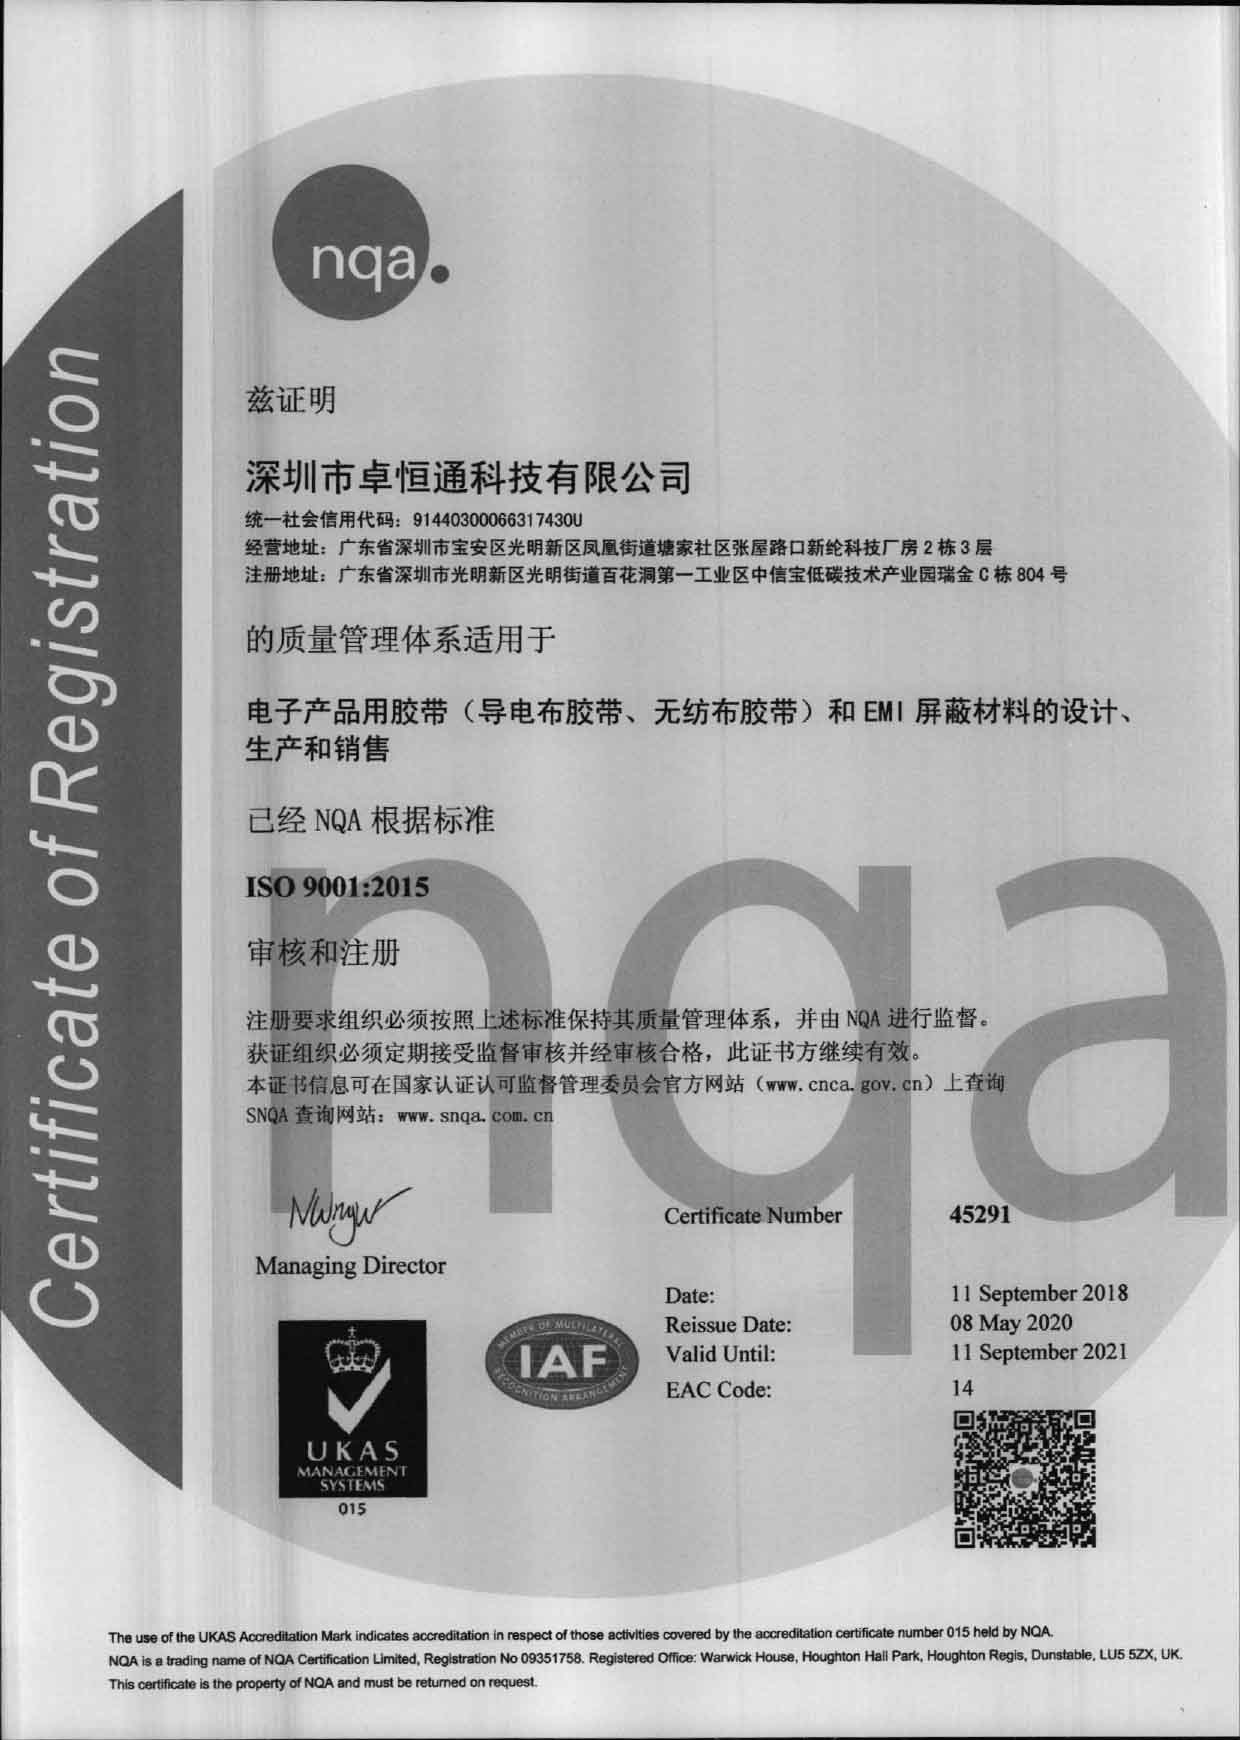 Certificate of Registration
nqa.
兹证明
深圳市卓恒通科技有限公司
统一社会信用代码：91440300066317430U
经营地址：广东省深圳市宝安区光明新区凤凰街道塘家社区张屋路口新纶科技厂房 2 栋 3 层
注册地址：广东省深圳市光明新区光明街道百花洞第一工业区中信宝低碳技术产业园瑞金 C 栋 804 号
的质量管理体系适用于
电子产品用胶带（导电布胶带、无纺布胶带）和 EMI 屏蔽材料的设计、
生产和销售
已经 NQA 根据标准
ISO 9001:2015
审核和注册
注册要求组织必须按照上述标准保持其质量管理体系，并由 NQA 进行监督。
获证组织必须定期接受监督审核并经审核合格，此证书方继续有效。
本证书信息可在国家认证认可监督管理委员会官方网站（www.cnca.gov.cn）上查询
SNQA 查询网站：www.snqa.com.cn
nqa
Managing Director
Certificate Number 45291
Date: 11 September 2018
Reissue Date: 08 May 2020
Valid Until: 11 September 2021
EAC Code: 14
UKAS
MANAGEMENT
SYSTEMS
015
MEMBER OF MULTILATERAL
IAF
RECOGNITION ARRANGEMENT
The use of the UKAS Accreditation Mark indicates accreditation in respect of those activities covered by the accreditation certificate number 015 held by NQA.
NQA is a trading name of NQA Certification Limited, Registration No 09351758. Registered Office: Warwick House, Houghton Hall Park, Houghton Regis, Dunstable, LU5 5ZX, UK.
This certificate is the property of NQA and must be returned on request.